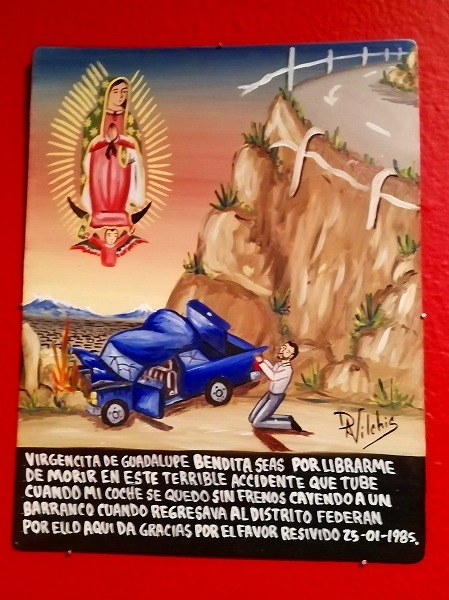 DAVilchis
VIRGENCITA DE GUADALUPE BENDITA SEAS POR LIBRARME
DE MORIR EN ESTE TERRIBLE ACCIDENTE QUE TUBE
CUANDO MI COCHE SE QUEDO SIN FRENOS CAYENDO A UN
BARRANCO CUANDO REGRESAVA AL DISTRITO FEDERAN
POR ELLO AQUI DA GRACIAS POR EL FAVOR RESIVIDO 25-01-1985.